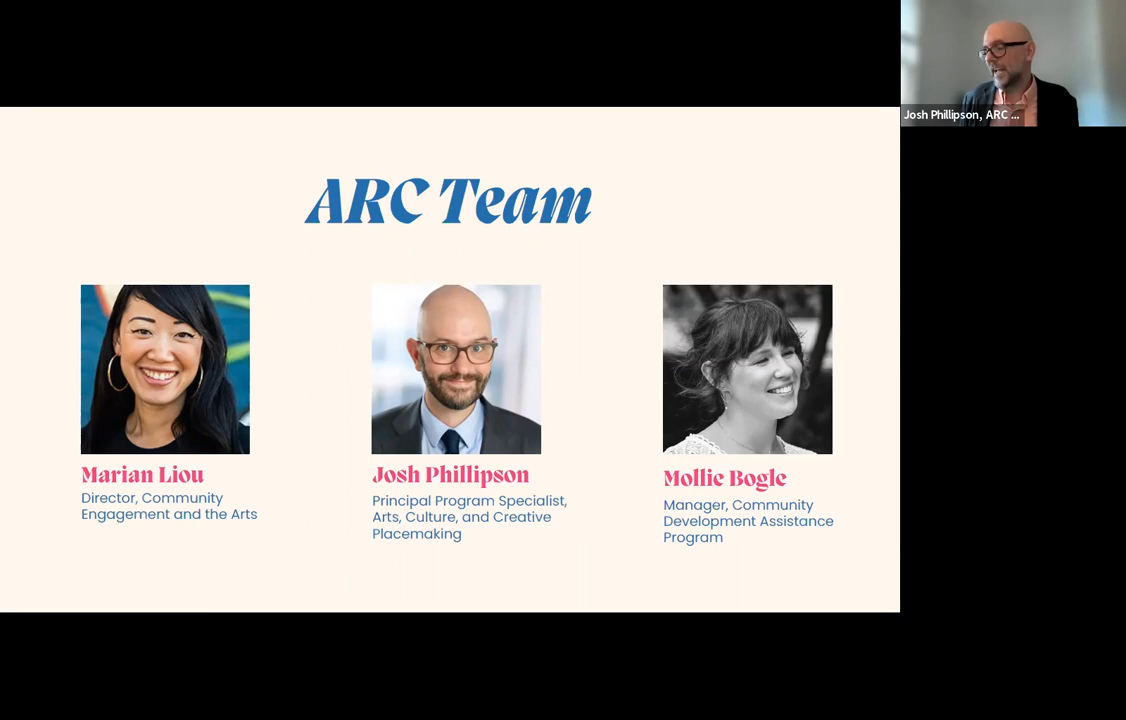 Josh Phillipson, ARC ...
ARC Team
Marian Liou
Director, Community
Engagement and the Arts
Josh Phillipson
Principal Program Specialist,
Arts, Culture, and Creative
Placemaking
Mollie Bogle
Manager, Community
Development Assistance
Program